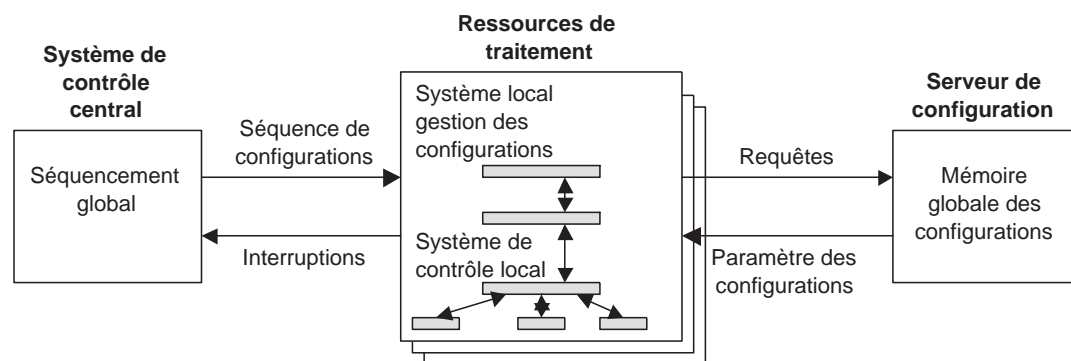 Système de
contrôle
central
Séquencement
global
Séquence de
configurations
Interruptions
Ressources de
traitement
Système local
gestion des
configurations
Système de
contrôle local
Requêtes
Paramètre des
configurations
Serveur de
configuration
Mémoire
globale des
configurations